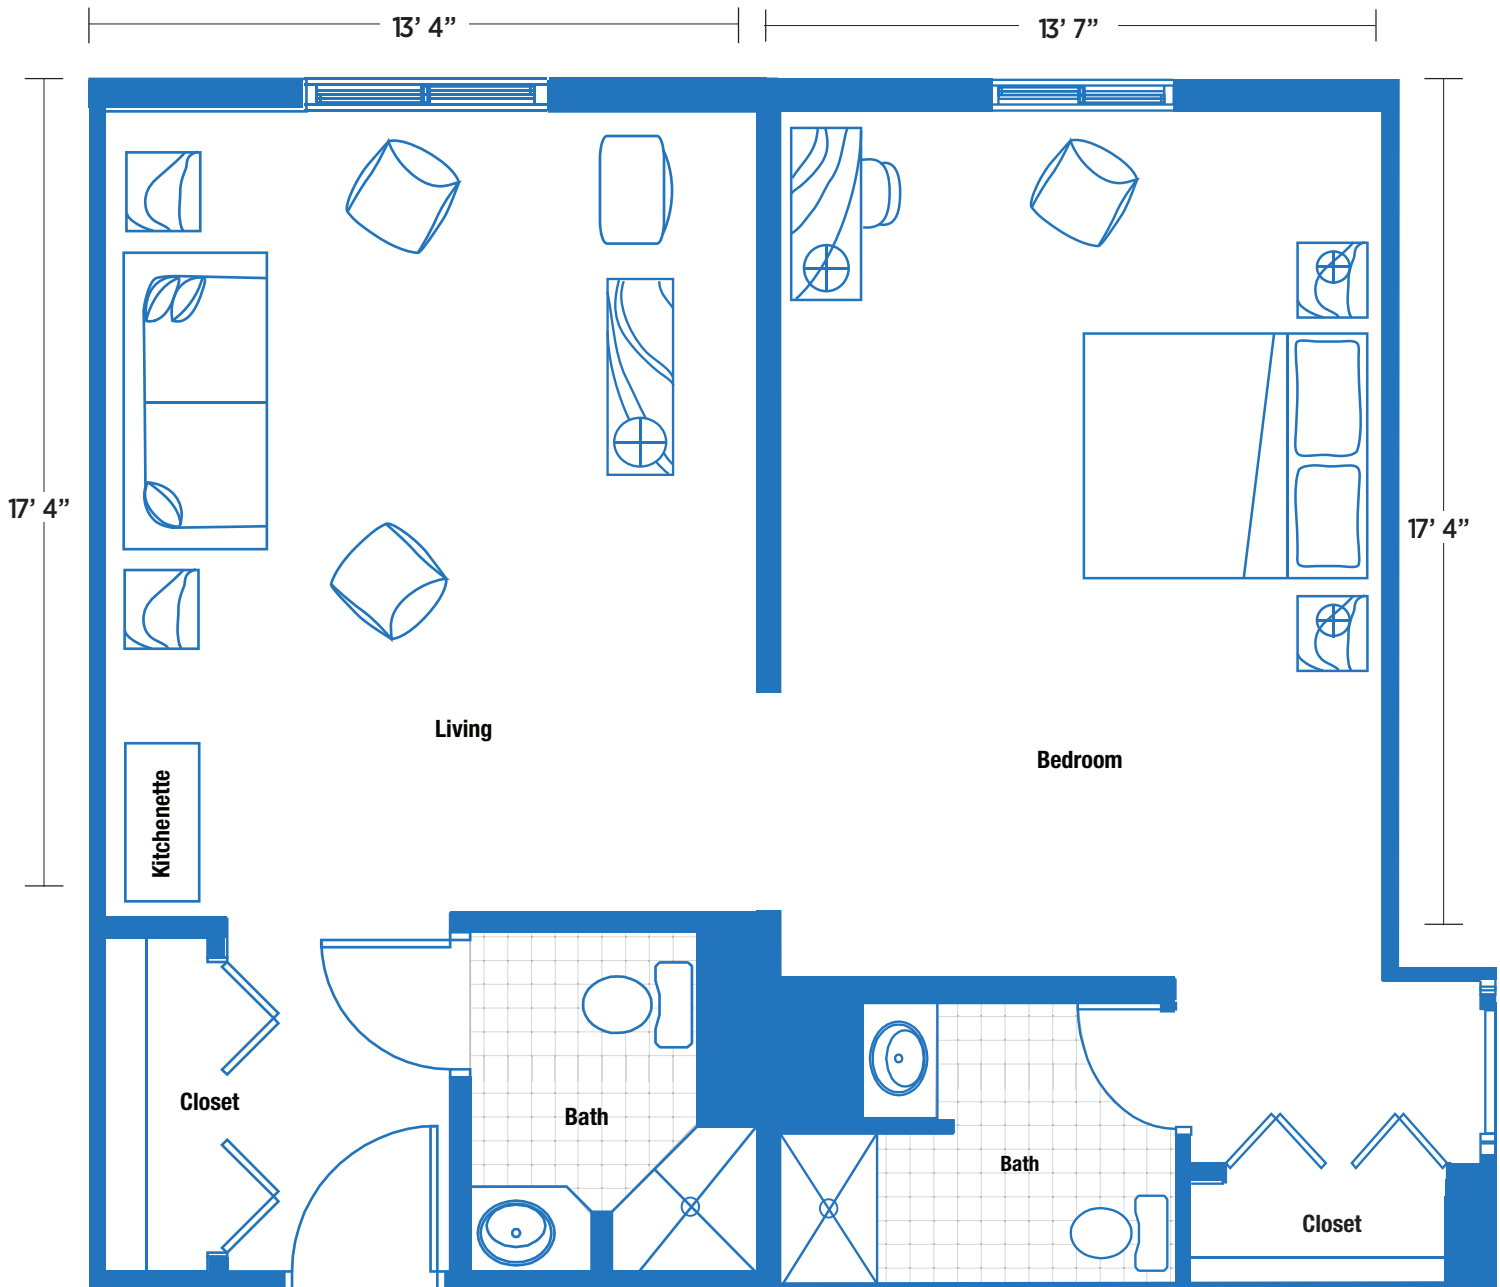 13’ 4”
13’ 7”
17’ 4”
17’ 4”
Living
Bedroom
Kitchenette
Closet
Bath
Bath
Closet